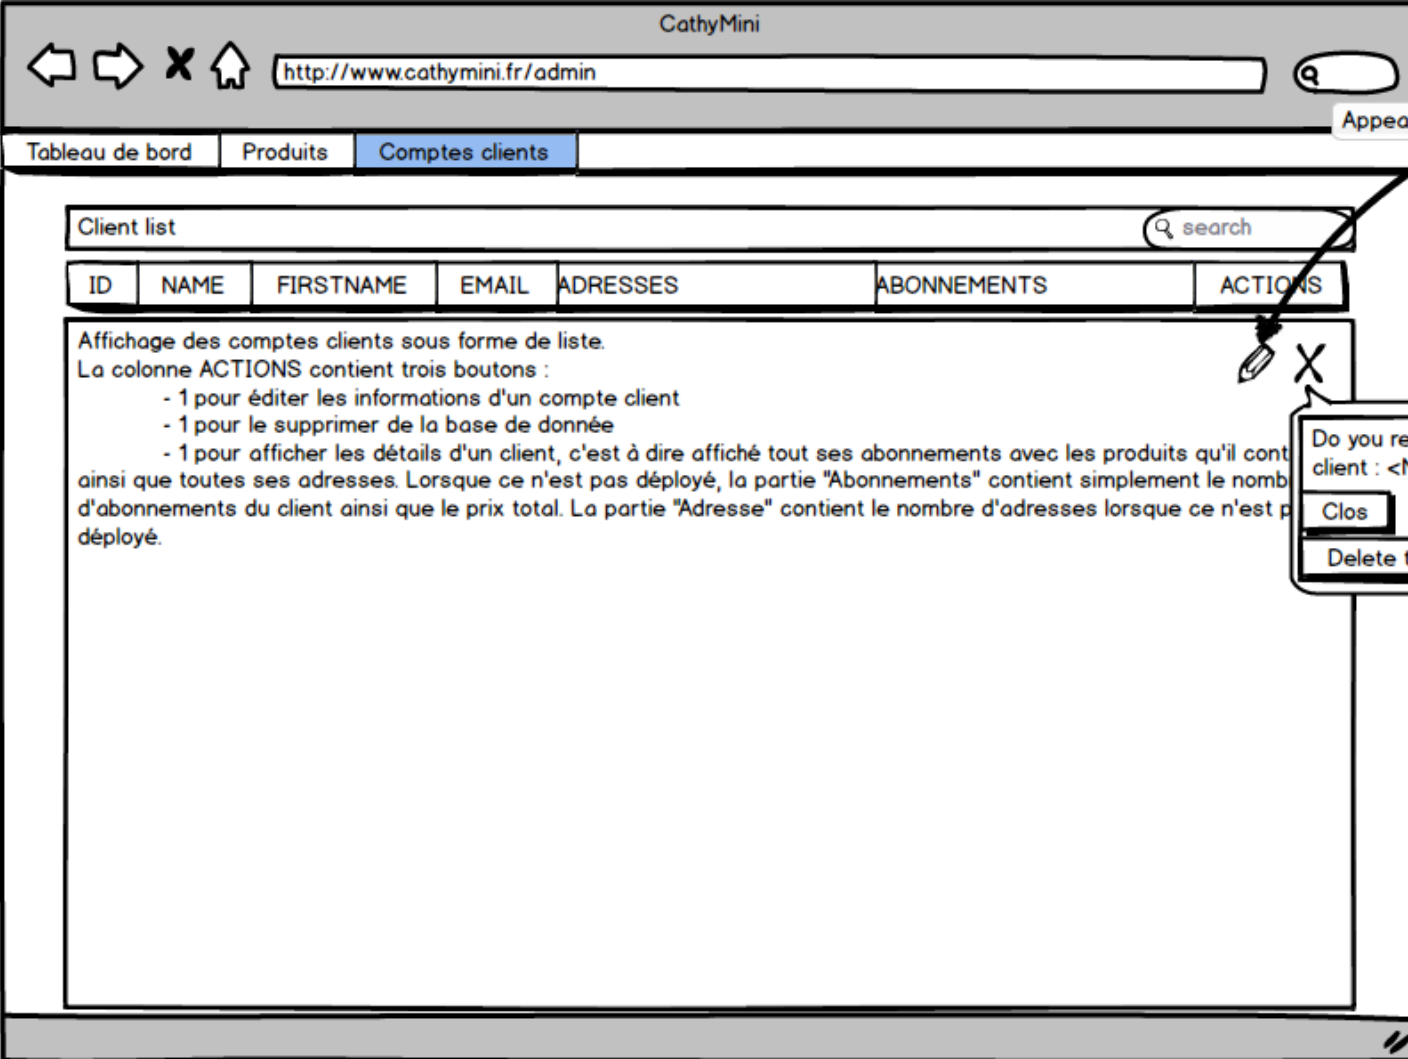 CathyMini
http://www.cathymini.fr/admin
Tableau de bord
Produits
Comptes clients
Client list
search
ID
NAME
FIRSTNAME
EMAIL
ADRESSES
ABONNEMENTS
ACTIONS
Affichage des comptes clients sous forme de liste.
La colonne ACTIONS contient trois boutons :
- 1 pour éditer les informations d'un compte client
- 1 pour le supprimer de la base de donnée
- 1 pour afficher les détails d'un client, c'est à dire affiché tout ses abonnements avec les produits qu'il
ainsi que toutes ses adresses. Lorsque ce n'est pas déployé, la partie "Abonnements" contient simplement le
d'abonnements du client ainsi que le prix total. La partie "Adresse" contient le nombre d'adresses lorsque ce n'est
déployé.
Do you
client :
Clos
Delete